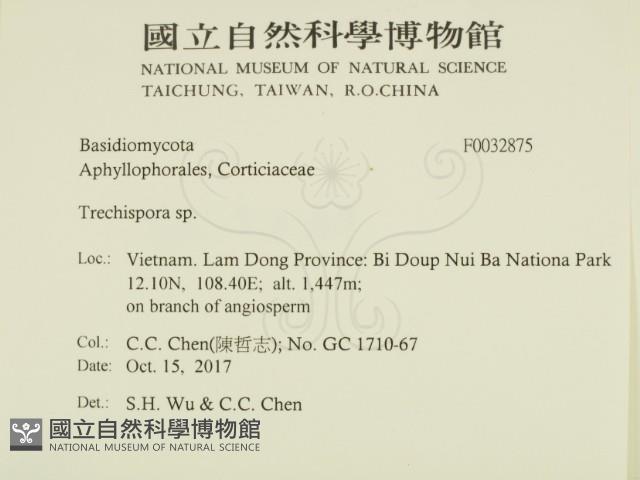 國立自然科學博物館
NATIONAL MUSEUM OF NATURAL SCIENCE
TAICHUNG, TAIWAN, R.O.CHINA
Basidiomycota F0032875
Aphyllophorales, Corticiaceae
Trechispora sp.
Loc.: Vietnam. Lam Dong Province: Bi Doup Nui Ba Nationa Park
12.10N, 108.40E; alt. 1,447m;
on branch of angiosperm
Col.: C.C. Chen(陳哲志); No. GC 1710-67
Date: Oct. 15, 2017
Det.: S.H. Wu & C.C. Chen
國立自然科學博物館
NATIONAL MUSEUM OF NATURAL SCIENCE